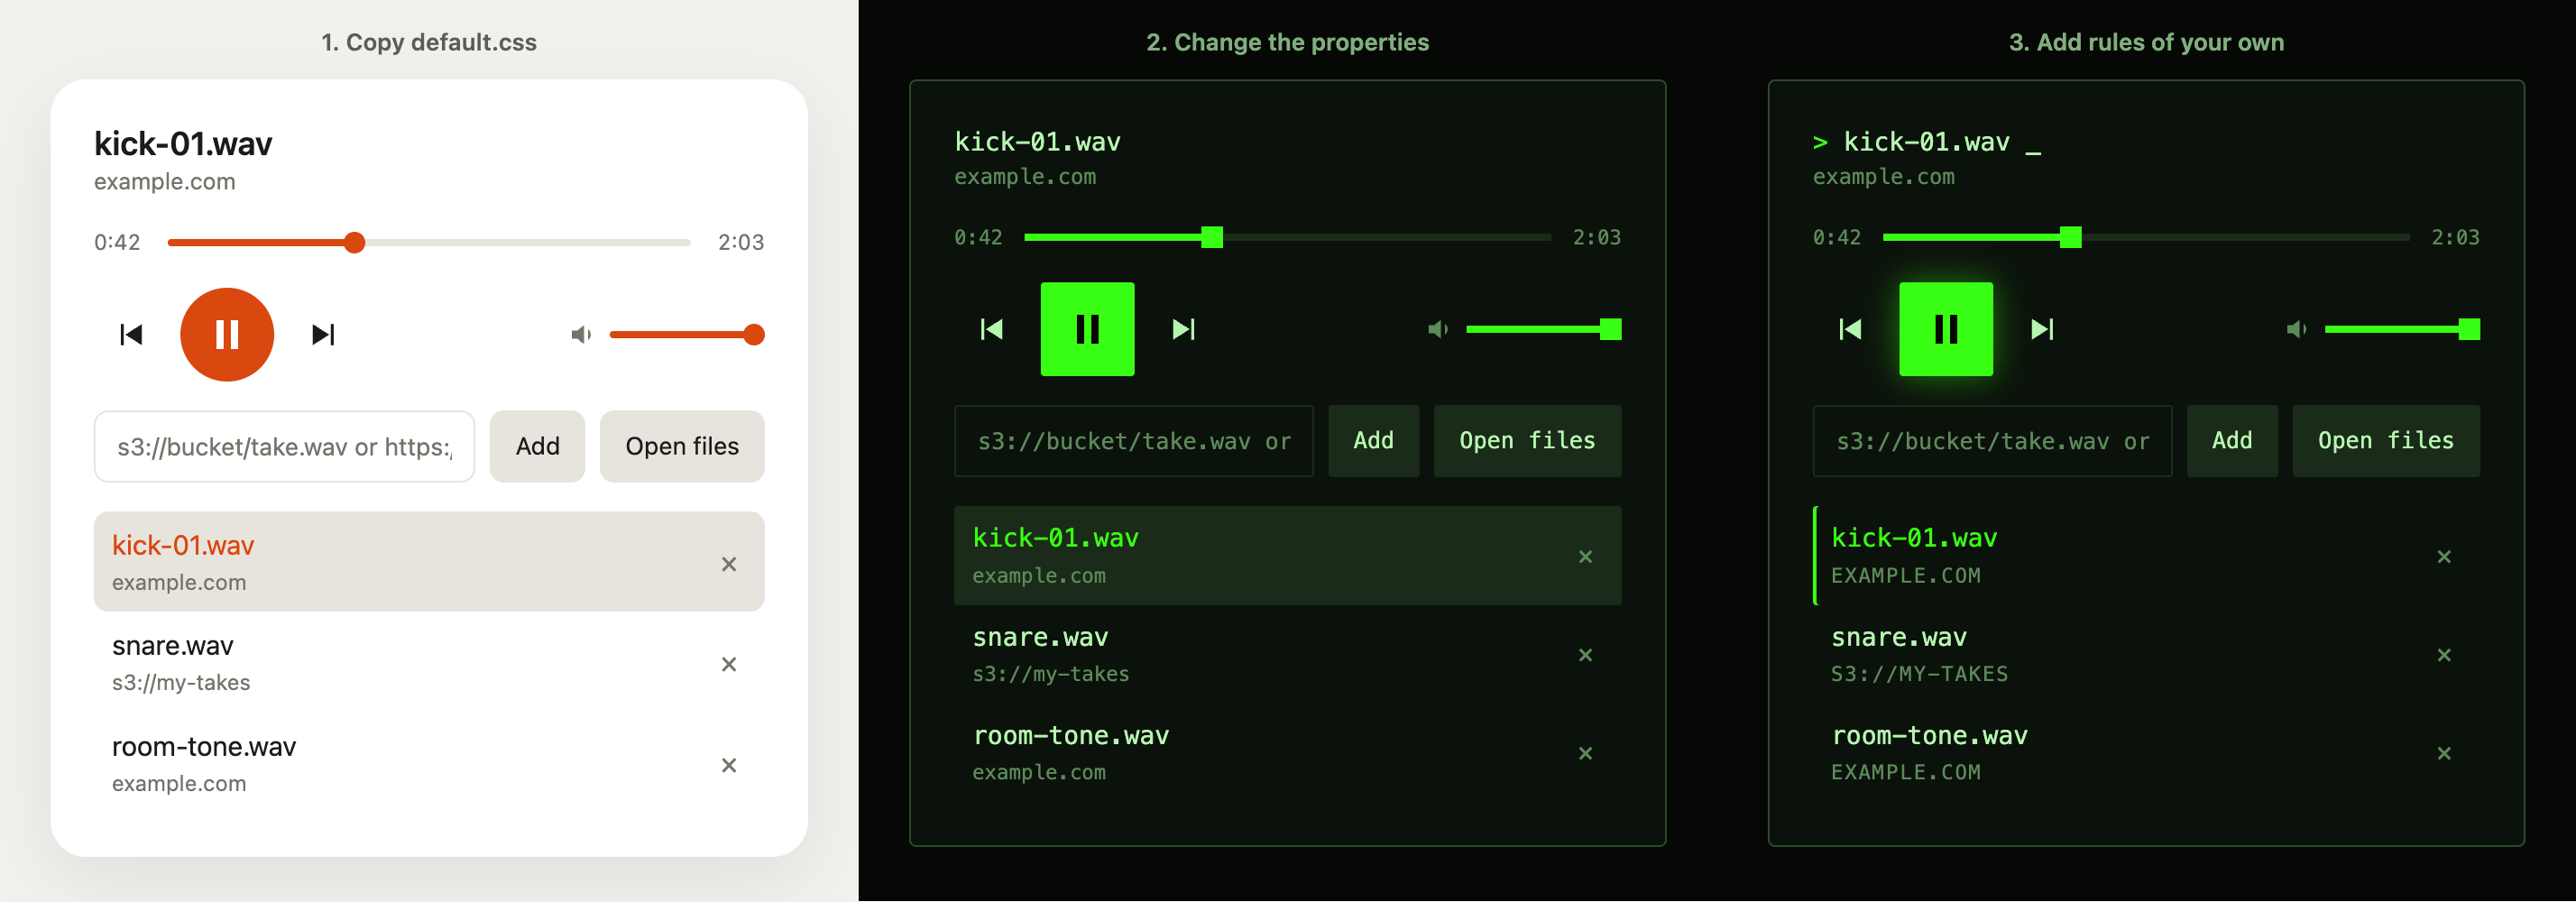 1. Copy default.css
kick-01.wav
example.com
0:42 2:03
s3://bucket/take.wav or https:/ Add Open files
kick-01.wav
example.com ×
snare.wav
s3://my-takes ×
room-tone.wav
example.com ×
2. Change the properties
kick-01.wav
example.com
0:42 2:03
s3://bucket/take.wav or Add Open files
kick-01.wav
example.com ×
snare.wav
s3://my-takes ×
room-tone.wav
example.com ×
3. Add rules of your own
> kick-01.wav _
example.com
0:42 2:03
s3://bucket/take.wav or Add Open files
kick-01.wav
EXAMPLE.COM ×
snare.wav
S3://MY-TAKES ×
room-tone.wav
EXAMPLE.COM ×